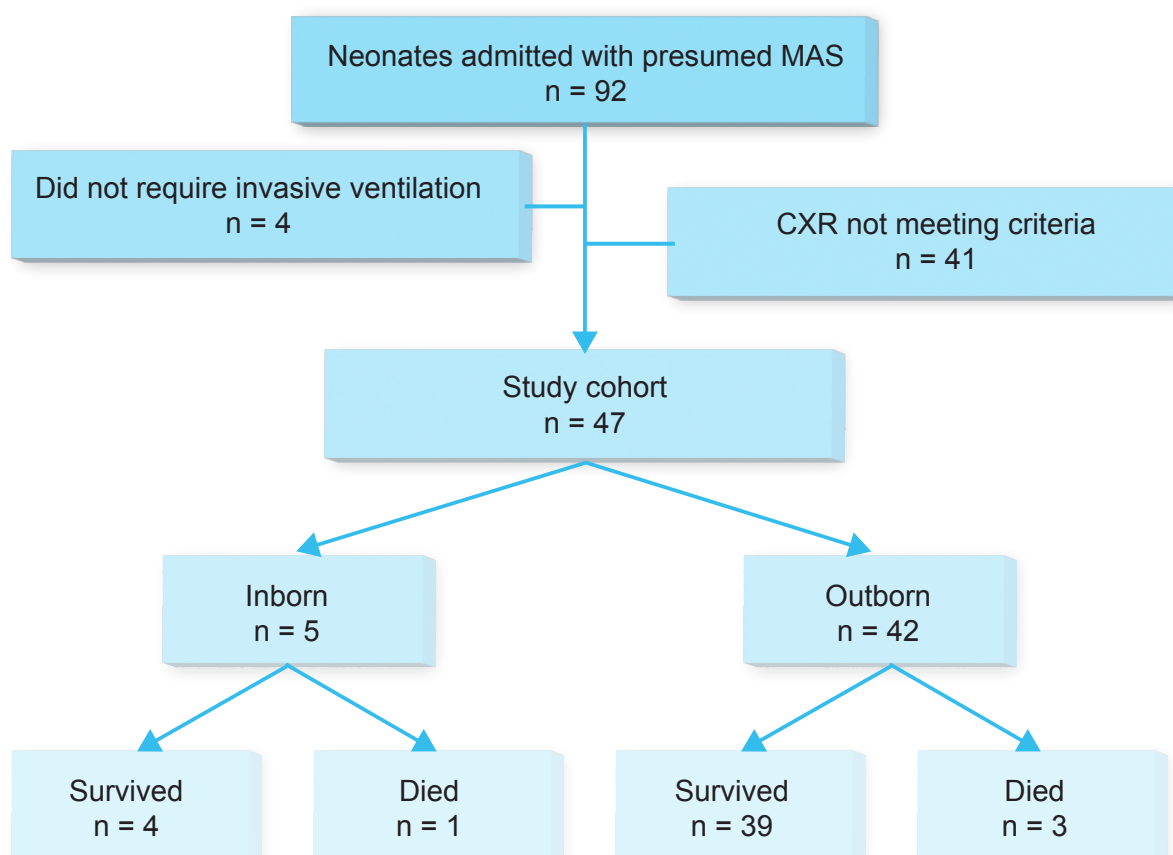 Neonates admitted with presumed MAS
n = 92
Did not require invasive ventilation
n = 4
CXR not meeting criteria
n = 41
Study cohort
n = 47
Inborn
n = 5
Outborn
n = 42
Survived
n = 4
Died
n = 1
Survived
n = 39
Died
n = 3